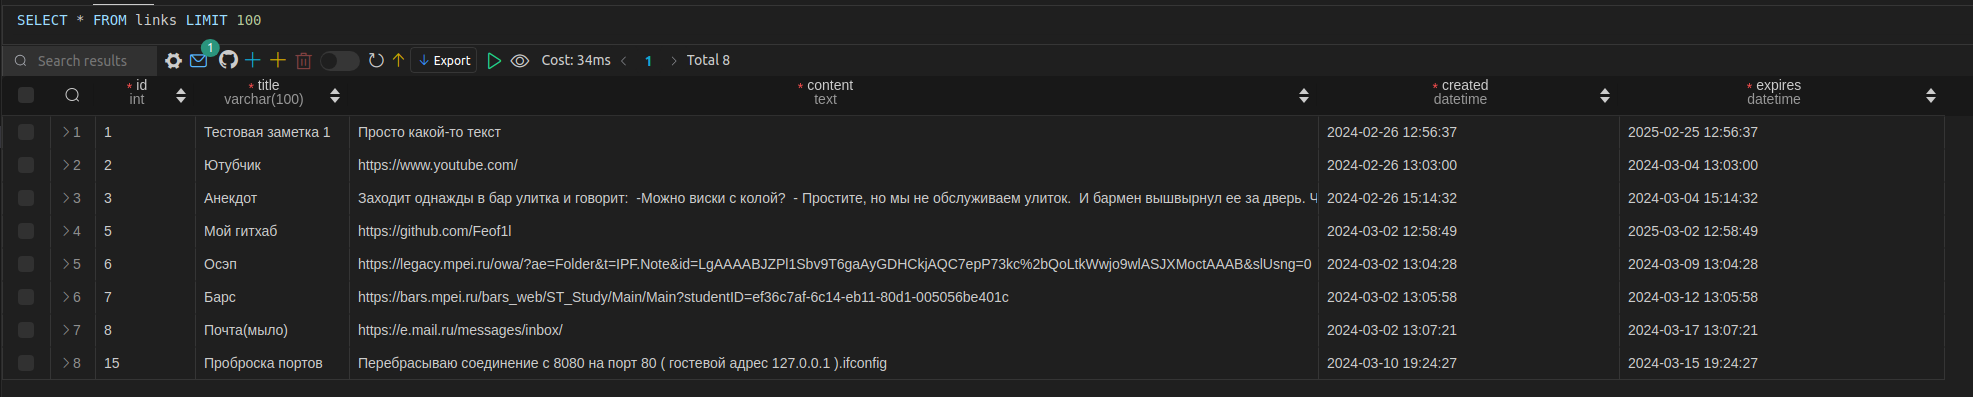 SELECT * FROM links LIMIT 100
Search results 1 Export Cost: 34ms 1 Total 8
* id * title * content * created * expires
int varchar(100) text datetime datetime
1 1 Тестовая заметка 1 Просто какой-то текст 2024-02-26 12:56:37 2025-02-25 12:56:37
2 2 Ютубчик https://www.youtube.com/ 2024-02-26 13:03:00 2024-03-04 13:03:00
3 3 Анекдот Заходит однажды в бар улитка и говорит:  -Можно виски с колой?  - Простите, но мы не обслуживаем улиток.  И бармен вышвырнул ее за дверь. Ч 2024-02-26 15:14:32 2024-03-04 15:14:32
4 5 Мой гитхаб https://github.com/Feof1l 2024-03-02 12:58:49 2025-03-02 12:58:49
5 6 Осэп https://legacy.mpei.ru/owa/?ae=Folder&t=IPF.Note&id=LgAAAABJZPl1Sbv9T6gaAyGDHCkjAQC7epP73kc%2bQoLtkWwjo9wlASJXMoctAAAB&slUsng=0 2024-03-02 13:04:28 2024-03-09 13:04:28
6 7 Барс https://bars.mpei.ru/bars_web/ST_Study/Main/Main?studentID=ef36c7af-6c14-eb11-80d1-005056be401c 2024-03-02 13:05:58 2024-03-12 13:05:58
7 8 Почта(мыло) https://e.mail.ru/messages/inbox/ 2024-03-02 13:07:21 2024-03-17 13:07:21
8 15 Проброска портов Перебрасываю соединение с 8080 на порт 80 ( гостевой адрес 127.0.0.1 ).ifconfig 2024-03-10 19:24:27 2024-03-15 19:24:27